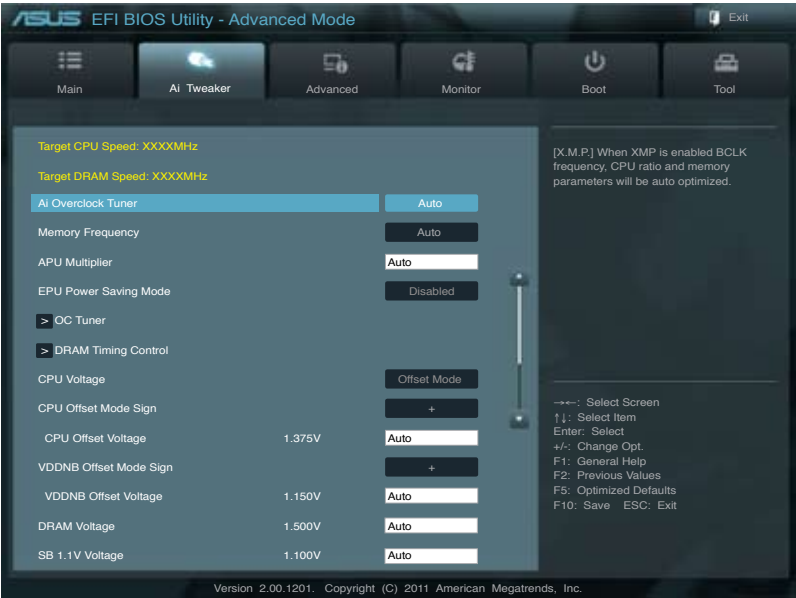 ASUS EFI BIOS Utility - Advanced Mode
Exit
Main
Ai Tweaker
Advanced
Monitor
Boot
Tool
Target CPU Speed: XXXXMHz
Target DRAM Speed: XXXXMHz
Ai Overclock Tuner Auto
Memory Frequency Auto
APU Multiplier Auto
EPU Power Saving Mode Disabled
> OC Tuner
> DRAM Timing Control
CPU Voltage Offset Mode
CPU Offset Mode Sign +
CPU Offset Voltage 1.375V Auto
VDDNB Offset Mode Sign +
VDDNB Offset Voltage 1.150V Auto
DRAM Voltage 1.500V Auto
SB 1.1V Voltage 1.100V Auto
[X.M.P.] When XMP is enabled BCLK
frequency, CPU ratio and memory
parameters will be auto optimized.
→←: Select Screen
↑↓: Select Item
Enter: Select
+/-: Change Opt.
F1: General Help
F2: Previous Values
F5: Optimized Defaults
F10: Save ESC: Exit
Version 2.00.1201. Copyright (C) 2011 American Megatrends, Inc.